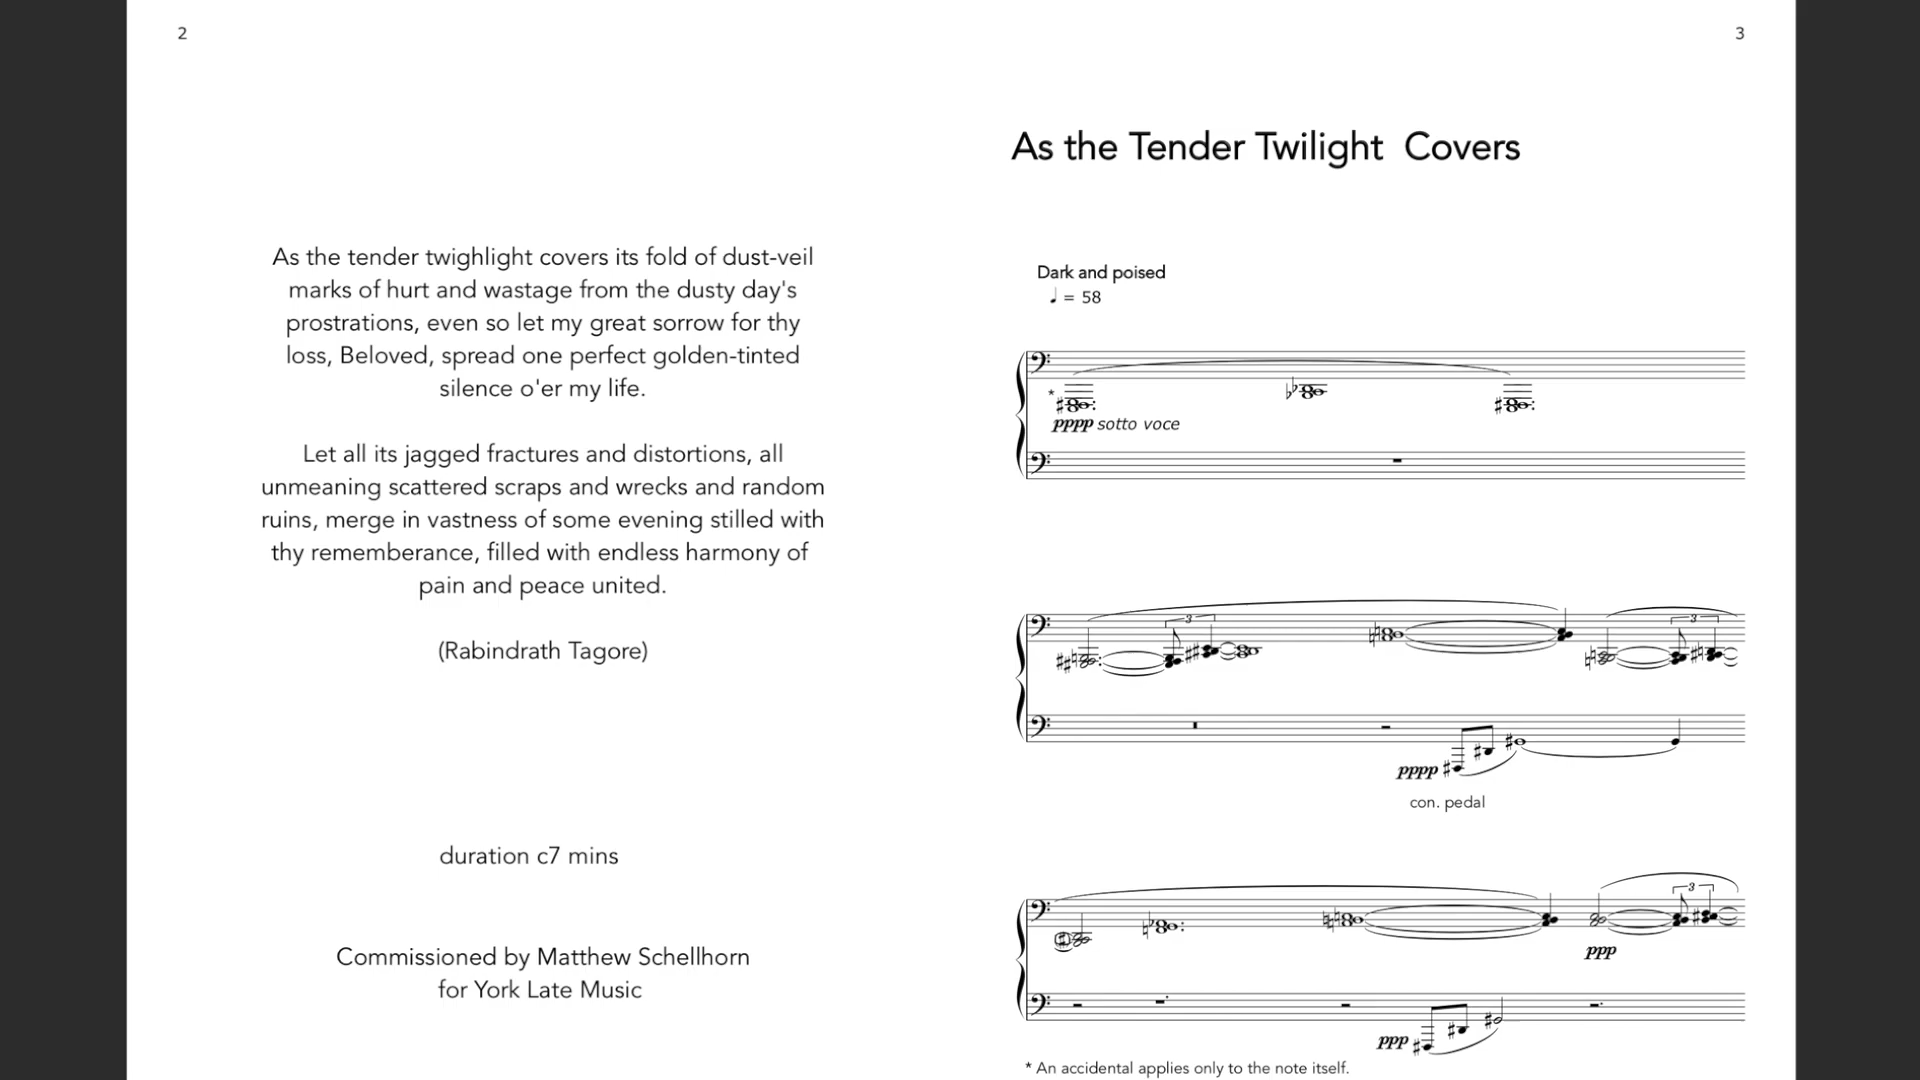 2
As the tender twighlight covers its fold of dust-veil
marks of hurt and wastage from the dusty day's
prostrations, even so let my great sorrow for thy
loss, Beloved, spread one perfect golden-tinted
silence o'er my life.
Let all its jagged fractures and distortions, all
unmeaning scattered scraps and wrecks and random
ruins, merge in vastness of some evening stilled with
thy rememberance, filled with endless harmony of
pain and peace united.
(Rabindrath Tagore)
duration c7 mins
Commissioned by Matthew Schellhorn
for York Late Music
3
As the Tender Twilight Covers
Dark and poised
♩ = 58
*
pppp sotto voce
3
3
pppp
con. pedal
3
ppp
ppp
* An accidental applies only to the note itself.